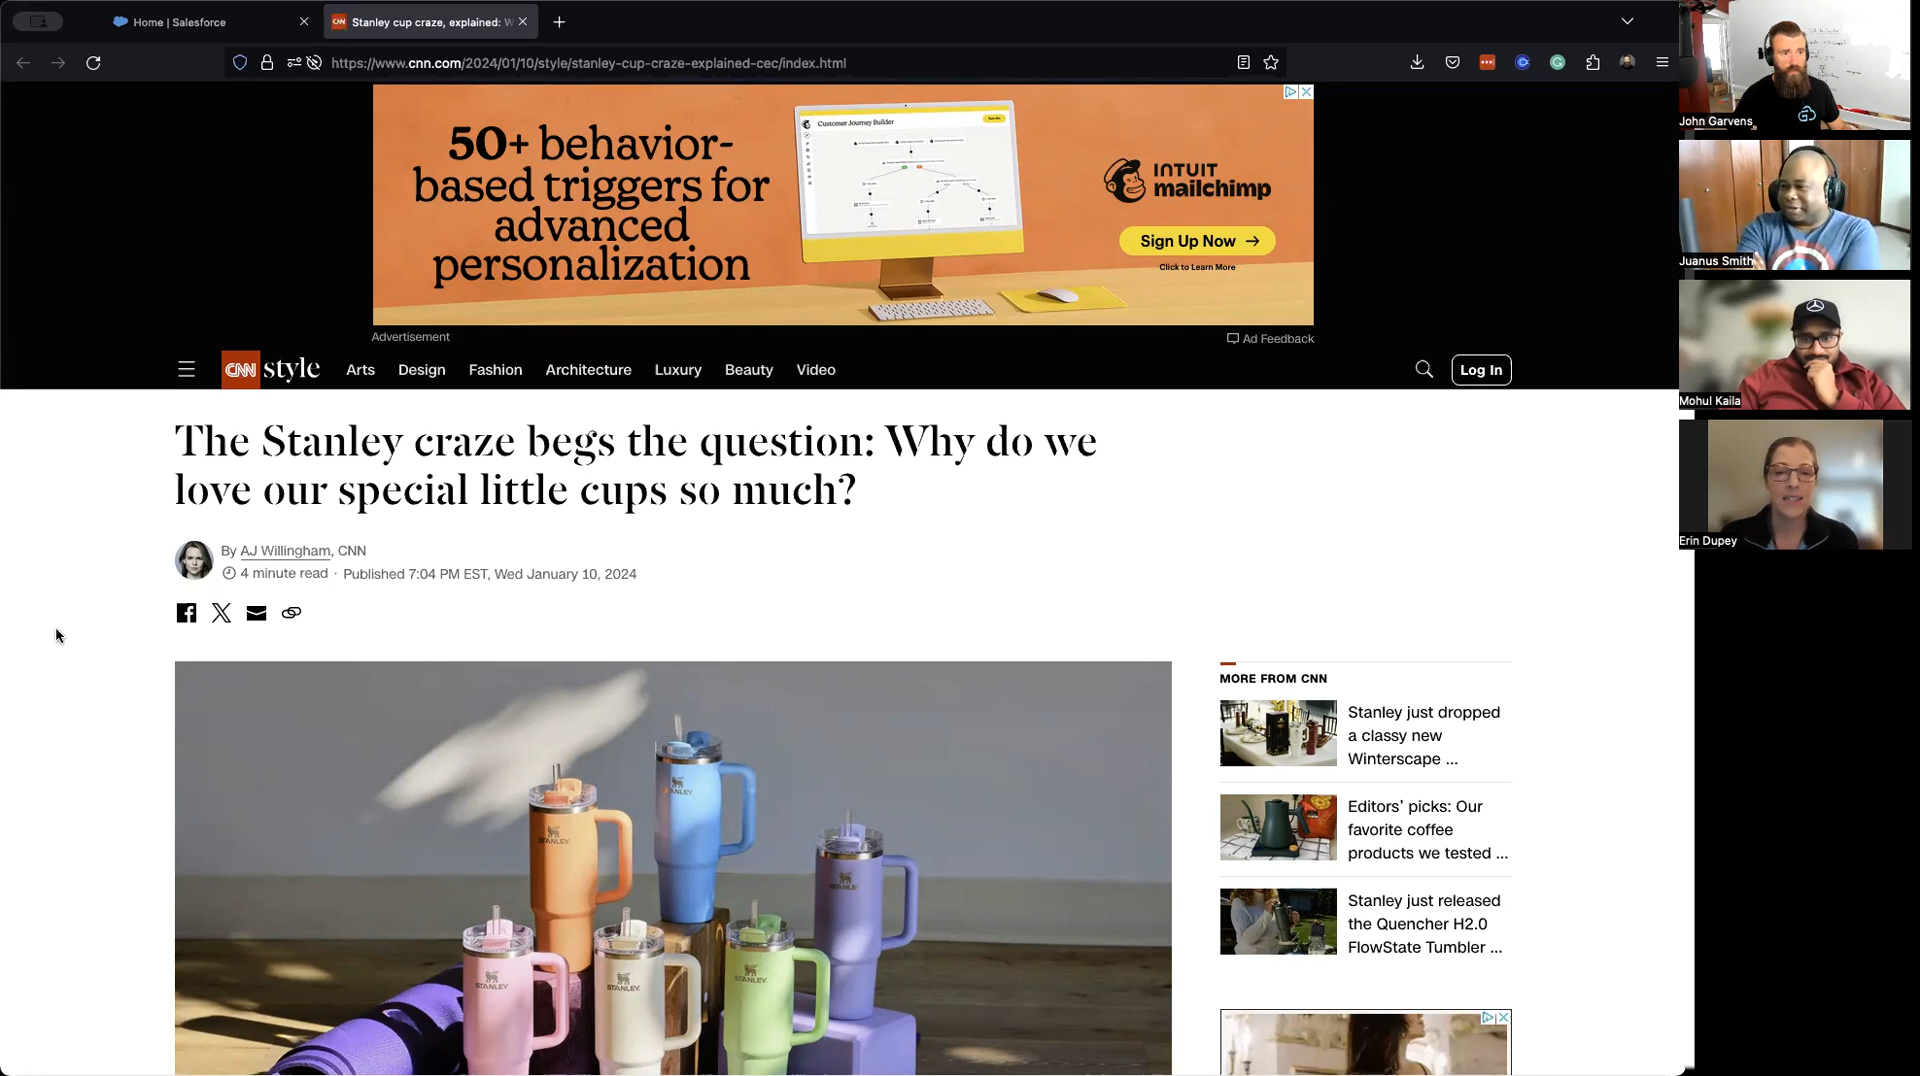 Home | Salesforce
Stanley cup craze, explained: W
https://www.cnn.com/2024/01/10/style/stanley-cup-craze-explained-cec/index.html
50+ behavior-
based triggers for
advanced
personalization
Customer Journey Builder
INTUIT
mailchimp
Sign Up Now →
Click to Learn More
Advertisement
Ad Feedback
CNN style
Arts
Design
Fashion
Architecture
Luxury
Beauty
Video
Log In
The Stanley craze begs the question: Why do we
love our special little cups so much?
By AJ Willingham, CNN
4 minute read · Published 7:04 PM EST, Wed January 10, 2024
STANLEY
STANLEY
STANLEY
STANLEY
STANLEY
STANLEY
MORE FROM CNN
Stanley just dropped
a classy new
Winterscape ...
Editors’ picks: Our
favorite coffee
products we tested ...
Stanley just released
the Quencher H2.0
FlowState Tumbler ...
John Garvens
Juanus Smith
Mohul Kaila
Erin Dupey